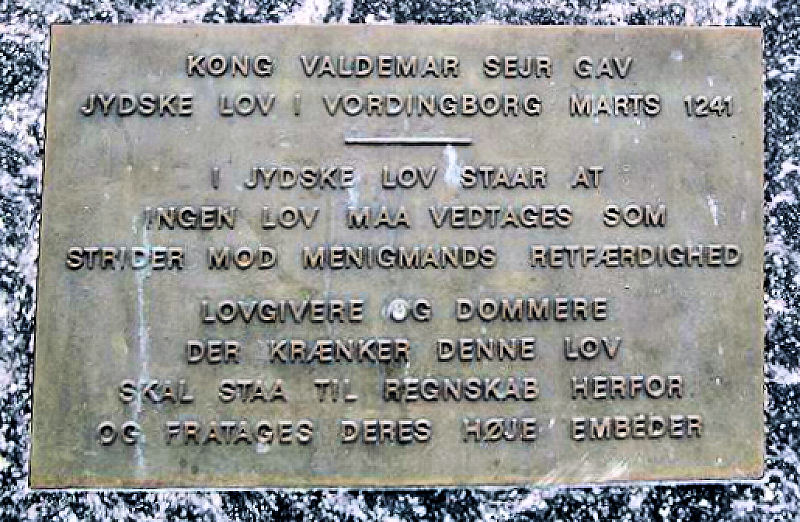 KONG VALDEMAR SEJR GAV
JYDSKE LOV I VORDINGBORG MARTS 1241
I JYDSKE LOV STAAR AT
INGEN LOV MAA VEDTAGES SOM
STRIDER MOD MENIGMANDS RETFÆRDIGHED
LOVGIVERE OG DOMMERE
DER KRÆNKER DENNE LOV
SKAL STAA TIL REGNSKAB HERFOR
OG FRATAGES DERES HØJE EMBEDER